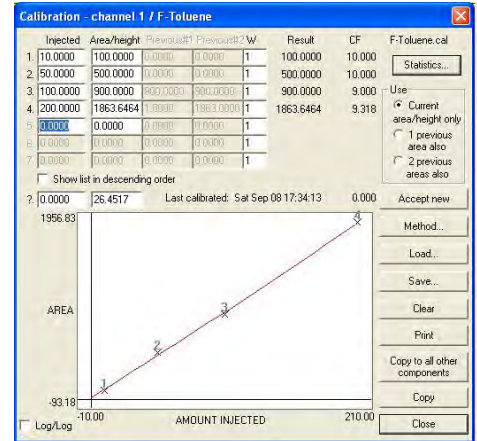 Calibration - channel 1 / F-Toluene
Injected Area/height Previous#1 Previous#2 W Result CF F-Toluene.cal
1. 10.0000 100.0000 0.0000 0.0000 1 100.0000 10.000
Statistics...
2. 50.0000 500.0000 0.0000 0.0000 1 500.0000 10.000
3. 100.0000 900.0000 900.0000 900.0000 1 900.0000 9.000
4. 200.0000 1863.6464 1.0000 1863.0000 1 1863.6464 9.318
5. 0.0000 0.0000 0.0000 0.0000 1
6. 0.0000 0.0000 0.0000 0.0000 1
7. 0.0000 0.0000 0.0000 0.0000 1
Use
Current
area/height only
1 previous
area also
2 previous
areas also
Show list in descending order
? 0.0000 26.4517 Last calibrated: Sat Sep 08 17:34:13 0.000
Accept new
Method...
Load...
Save...
Clear
Print
Copy to all other
components
Copy
Close
1956.83
AREA
-93.18
1
2
3
4
-10.00 AMOUNT INJECTED 210.00
Log/Log